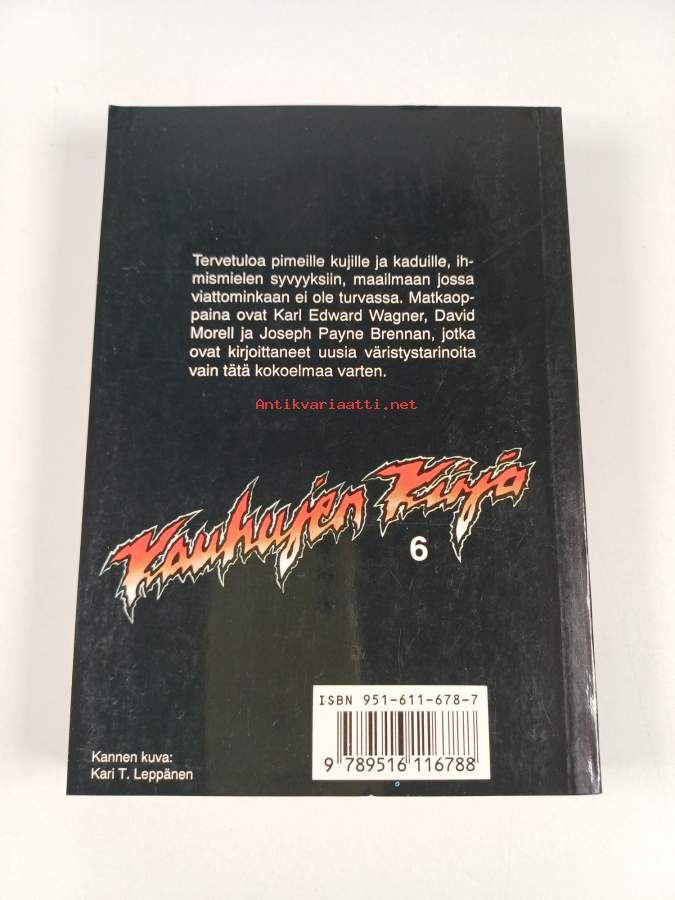 Tervetuloa pimeille kujille ja kaduille, ih-
mismielen syvyyksiin, maailmaan jossa
viattominkaan ei ole turvassa. Matkaop-
paina ovat Karl Edward Wagner, David
Morell ja Joseph Payne Brennan, jotka
ovat kirjoittaneet uusia väristystarinoita
vain tätä kokoelmaa varten.
Antikvariaatti.net
Kauhujen Kirja
6
ISBN 951-611-678-7
9 789516 116788
Kannen kuva:
Kari T. Leppänen